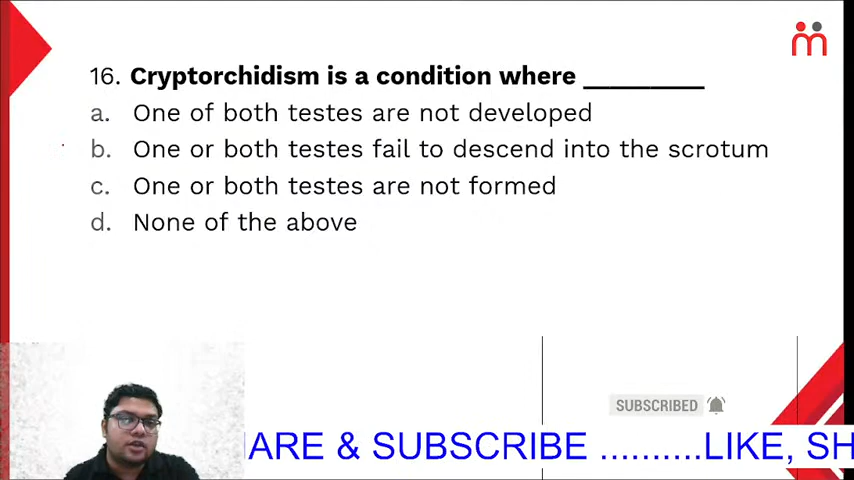 16. Cryptorchidism is a condition where __________
a. One of both testes are not developed
b. One or both testes fail to descend into the scrotum
c. One or both testes are not formed
d. None of the above
SUBSCRIBED
ARE & SUBSCRIBE ..........LIKE, SH